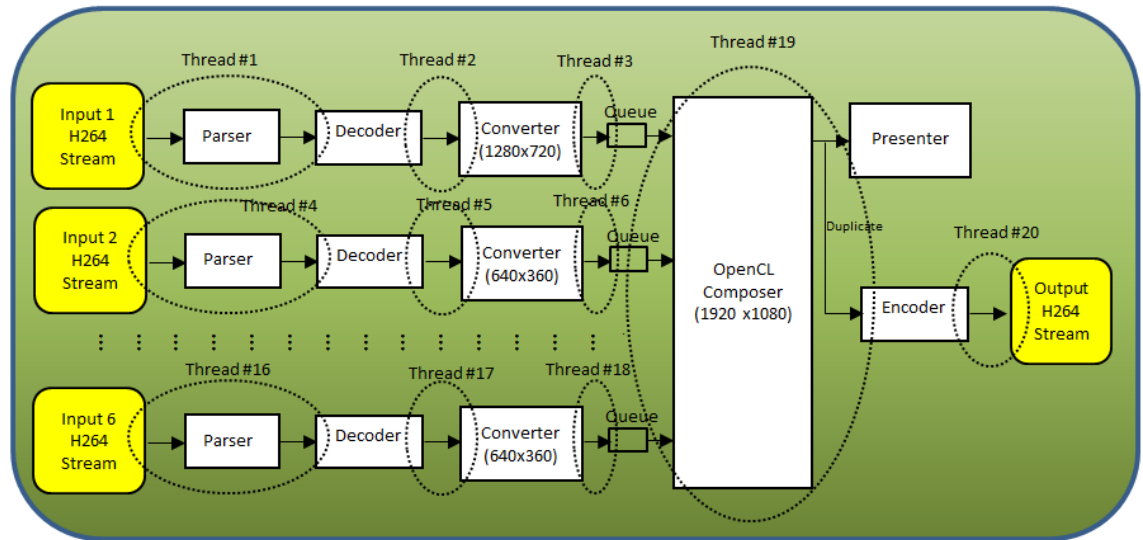 Thread #19
Thread #1
Thread #2
Thread #3
Input 1
H264
Stream
Parser
Decoder
Converter
(1280x720)
Queue
Presenter
Thread #4
Thread #5
Thread #6
Input 2
H264
Stream
Parser
Decoder
Converter
(640x360)
Queue
Duplicate
Thread #20
OpenCL
Composer
(1920 x1080)
Encoder
Output
H264
Stream
Thread #16
Thread #17
Thread #18
Input 6
H264
Stream
Parser
Decoder
Converter
(640x360)
Queue